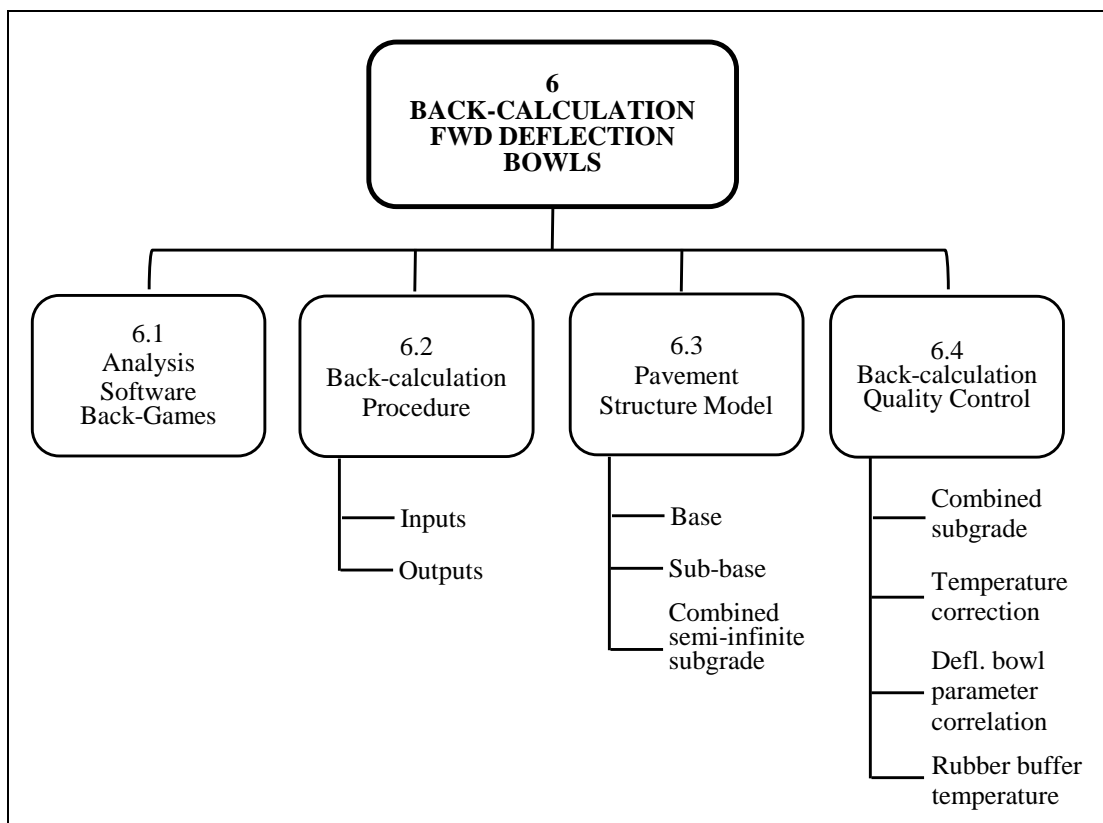 6
BACK-CALCULATION
FWD DEFLECTION
BOWLS
6.1
Analysis
Software
Back-Games
6.2
Back-calculation
Procedure
Inputs
Outputs
6.3
Pavement
Structure Model
Base
Sub-base
Combined
semi-infinite
subgrade
6.4
Back-calculation
Quality Control
Combined
subgrade
Temperature
correction
Defl. bowl
parameter
correlation
Rubber buffer
temperature